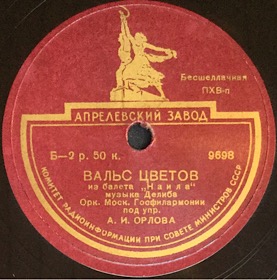 Бесшеллачная
ПХВ-п
АПРЕЛЕВСКИЙ ЗАВОД
Б—2 р. 50 к. 9698
ВАЛЬС ЦВЕТОВ
из балета „Наила"
музыка Делиба
Орк. Моск. Госфилармонии
под упр.
А. И. ОРЛОВА
КОМИТЕТ РАДИОИНФОРМАЦИИ ПРИ СОВЕТЕ МИНИСТРОВ СССР